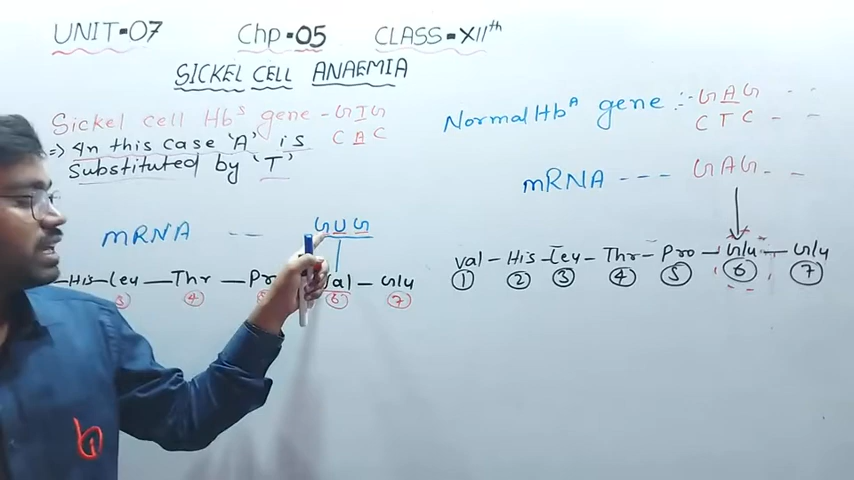 UNIT-07 Chp-05 CLASS-XIIth
SICKEL CELL ANAEMIA
Sickel cell Hbs gene - GTG
CAC
=> In this case 'A' is
Substituted by 'T'
mRNA --- GUG
-His-Ley-Thr-Pr Val-Glu
3 4 5 6 7
Normal HbA gene :- GAG --
CTC --
mRNA --- GAG --
Val-His-Ley-Thr-Pro-Glu-Glu
1 2 3 4 5 6 7